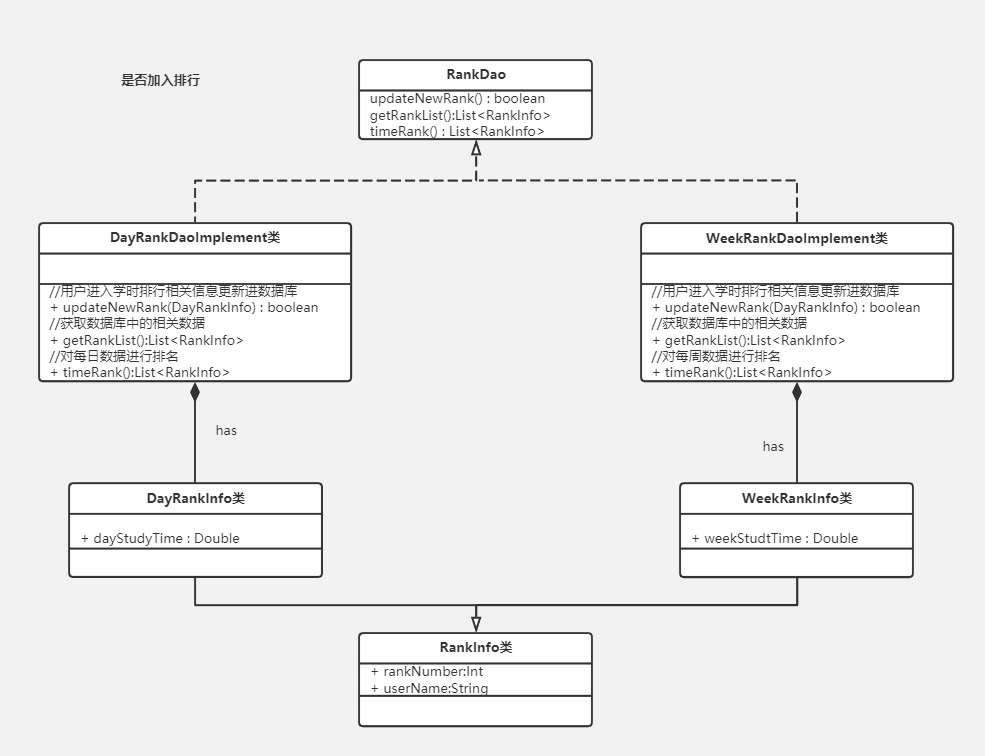 是否加入排行
RankDao
updateNewRank() : boolean
getRankList():List<RankInfo>
timeRank() : List<RankInfo>
DayRankDaoImplement类
//用户进入学时排行相关信息更新进数据库
+ updateNewRank(DayRankInfo) : boolean
//获取数据库中的相关数据
+ getRankList():List<RankInfo>
//对每日数据进行排名
+ timeRank():List<RankInfo>
WeekRankDaoImplement类
//用户进入学时排行相关信息更新进数据库
+ updateNewRank(DayRankInfo) : boolean
//获取数据库中的相关数据
+ getRankList():List<RankInfo>
//对每周数据进行排名
+ timeRank():List<RankInfo>
has
has
DayRankInfo类
+ dayStudyTime : Double
WeekRankInfo类
+ weekStudtTime : Double
RankInfo类
+ rankNumber:Int
+ userName:String